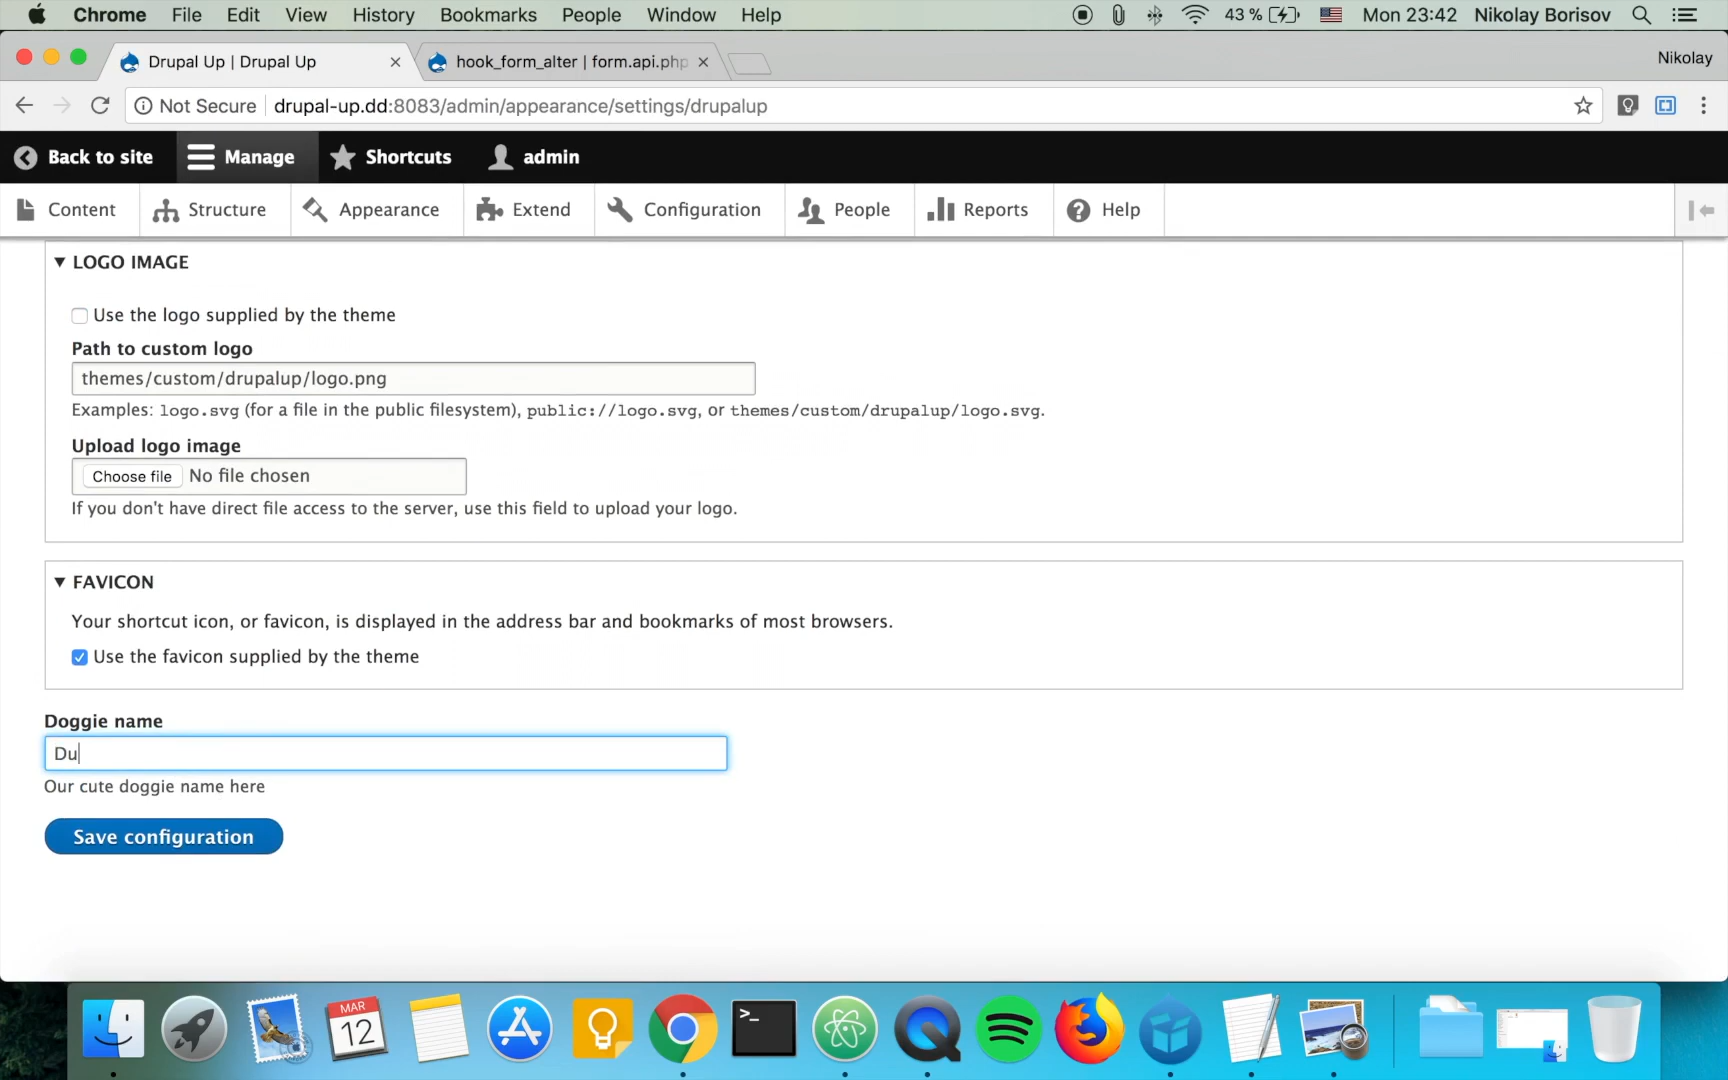 Chrome File Edit View History Bookmarks People Window Help 43 % Mon 23:42 Nikolay Borisov
Drupal Up | Drupal Up hook_form_alter | form.api.php Nikolay
Not Secure drupal-up.dd:8083/admin/appearance/settings/drupalup
Back to site Manage Shortcuts admin
Content Structure Appearance Extend Configuration People Reports Help
LOGO IMAGE
Use the logo supplied by the theme
Path to custom logo
themes/custom/drupalup/logo.png
Examples: logo.svg (for a file in the public filesystem), public://logo.svg, or themes/custom/drupalup/logo.svg.
Upload logo image
Choose file No file chosen
If you don't have direct file access to the server, use this field to upload your logo.
FAVICON
Your shortcut icon, or favicon, is displayed in the address bar and bookmarks of most browsers.
Use the favicon supplied by the theme
Doggie name
Du
Our cute doggie name here
Save configuration
MAR
12
>_